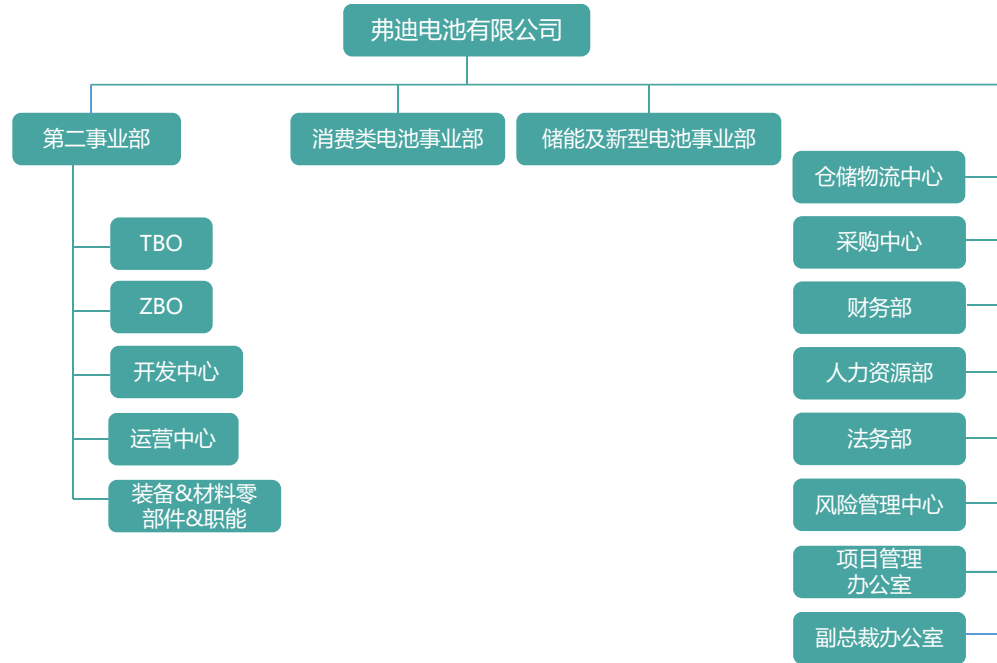 弗迪电池有限公司
第二事业部
消费类电池事业部
储能及新型电池事业部
TBO
ZBO
开发中心
运营中心
装备&材料零
部件&职能
仓储物流中心
采购中心
财务部
人力资源部
法务部
风险管理中心
项目管理
办公室
副总裁办公室